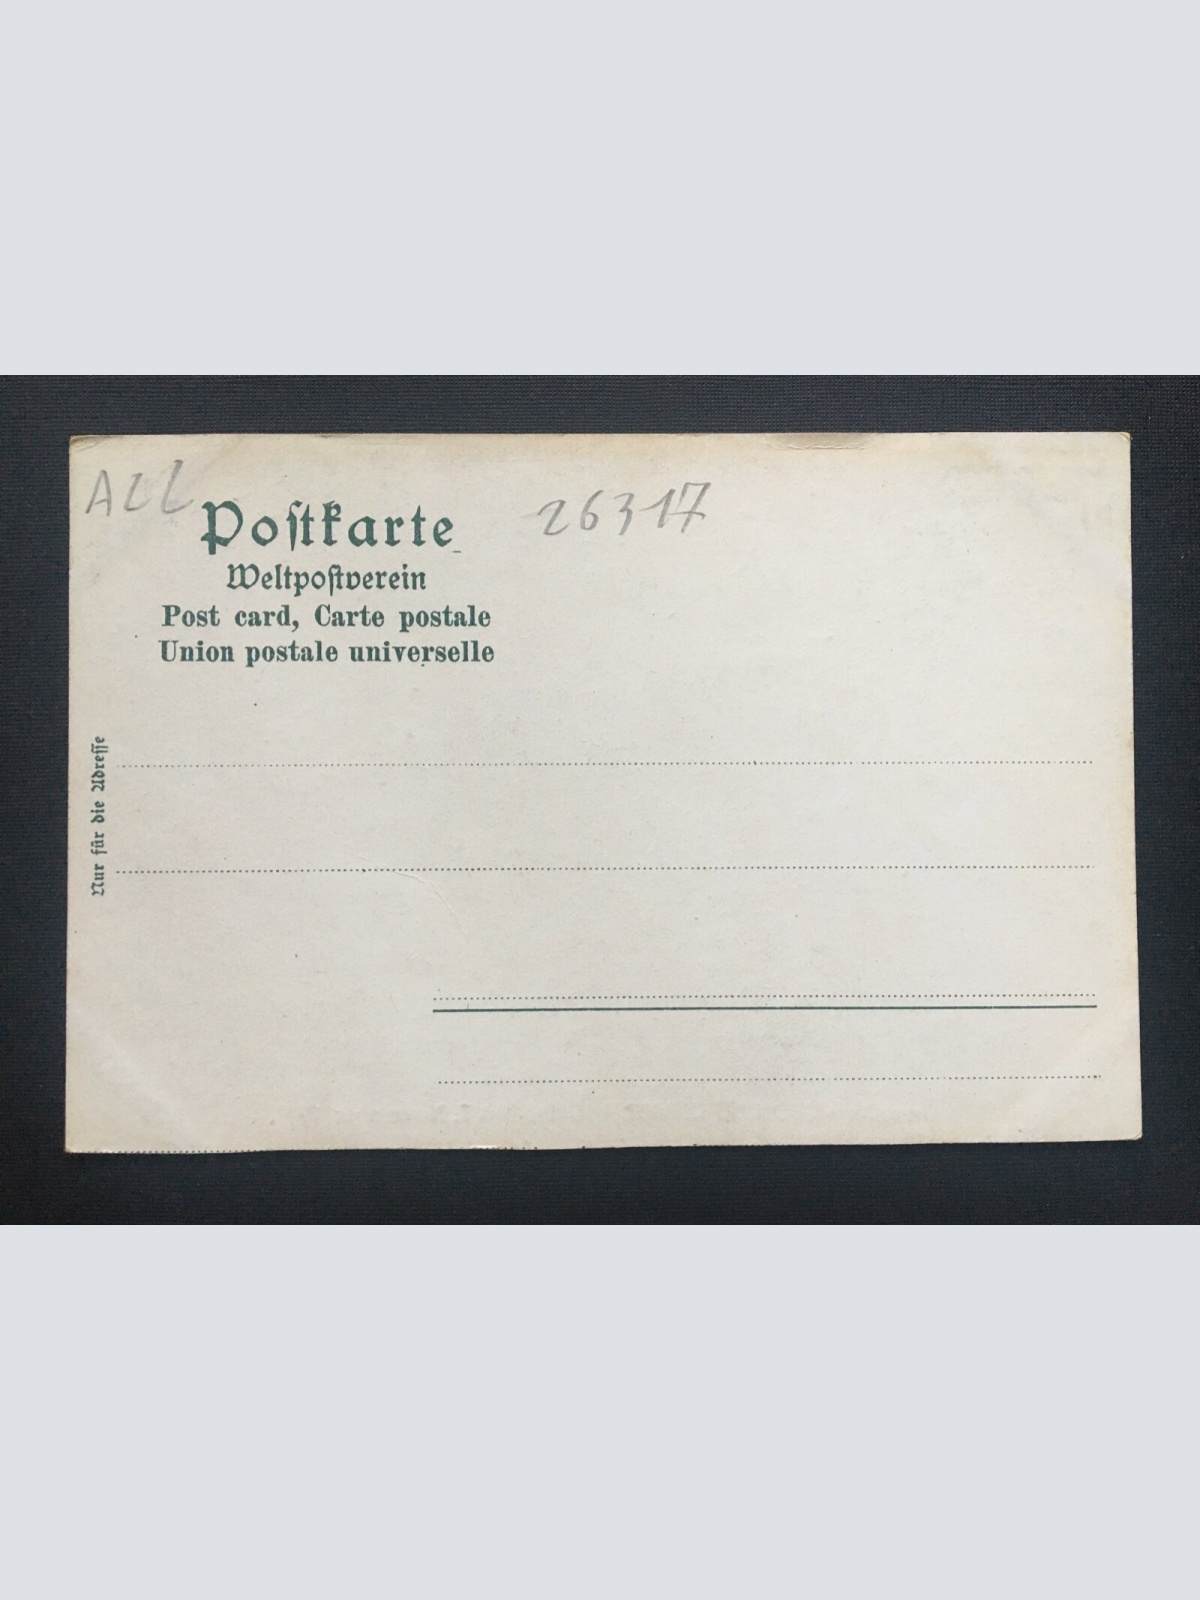 ALL
26317
Poſtkarte
Weltpoſtverein
Post card, Carte postale
Union postale universelle
Nur für die Adreſſe